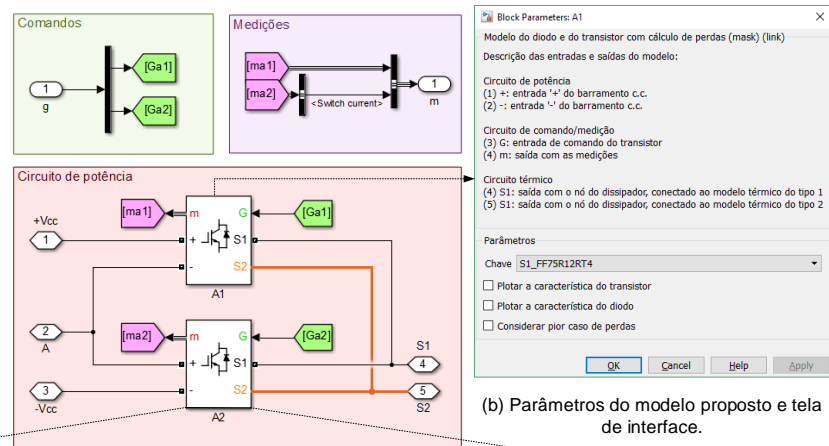 Comandos
[Ga1]
1
g
[Ga2]
Medições
[ma1]
[ma2]
<Switch current>
1
m
Circuito de potência
[ma1]
m
G
[Ga1]
+Vcc
1
+
S1
-
S2
A1
2
A
[ma2]
m
G
[Ga2]
+
S1
S1
4
3
-Vcc
-
S2
5
S2
A2
Block Parameters: A1
Modelo do diodo e do transistor com cálculo de perdas (mask) (link)
Descrição das entradas e saídas do modelo:
Circuito de potência
(1) +: entrada '+' do barramento c.c.
(2) -: entrada '-' do barramento c.c.
Circuito de comando/medição
(3) G: entrada de comando do transistor
(4) m: saída com as medições
Circuito térmico
(4) S1: saída com o nó do dissipador, conectado ao modelo térmico do tipo 1
(5) S1: saída com o nó do dissipador, conectado ao modelo térmico do tipo 2
Parâmetros
Chave S1_FF75R12RT4
Plotar a característica do transistor
Plotar a característica do diodo
Considerar pior caso de perdas
OK Cancel Help Apply
(b) Parâmetros do modelo proposto e tela
de interface.